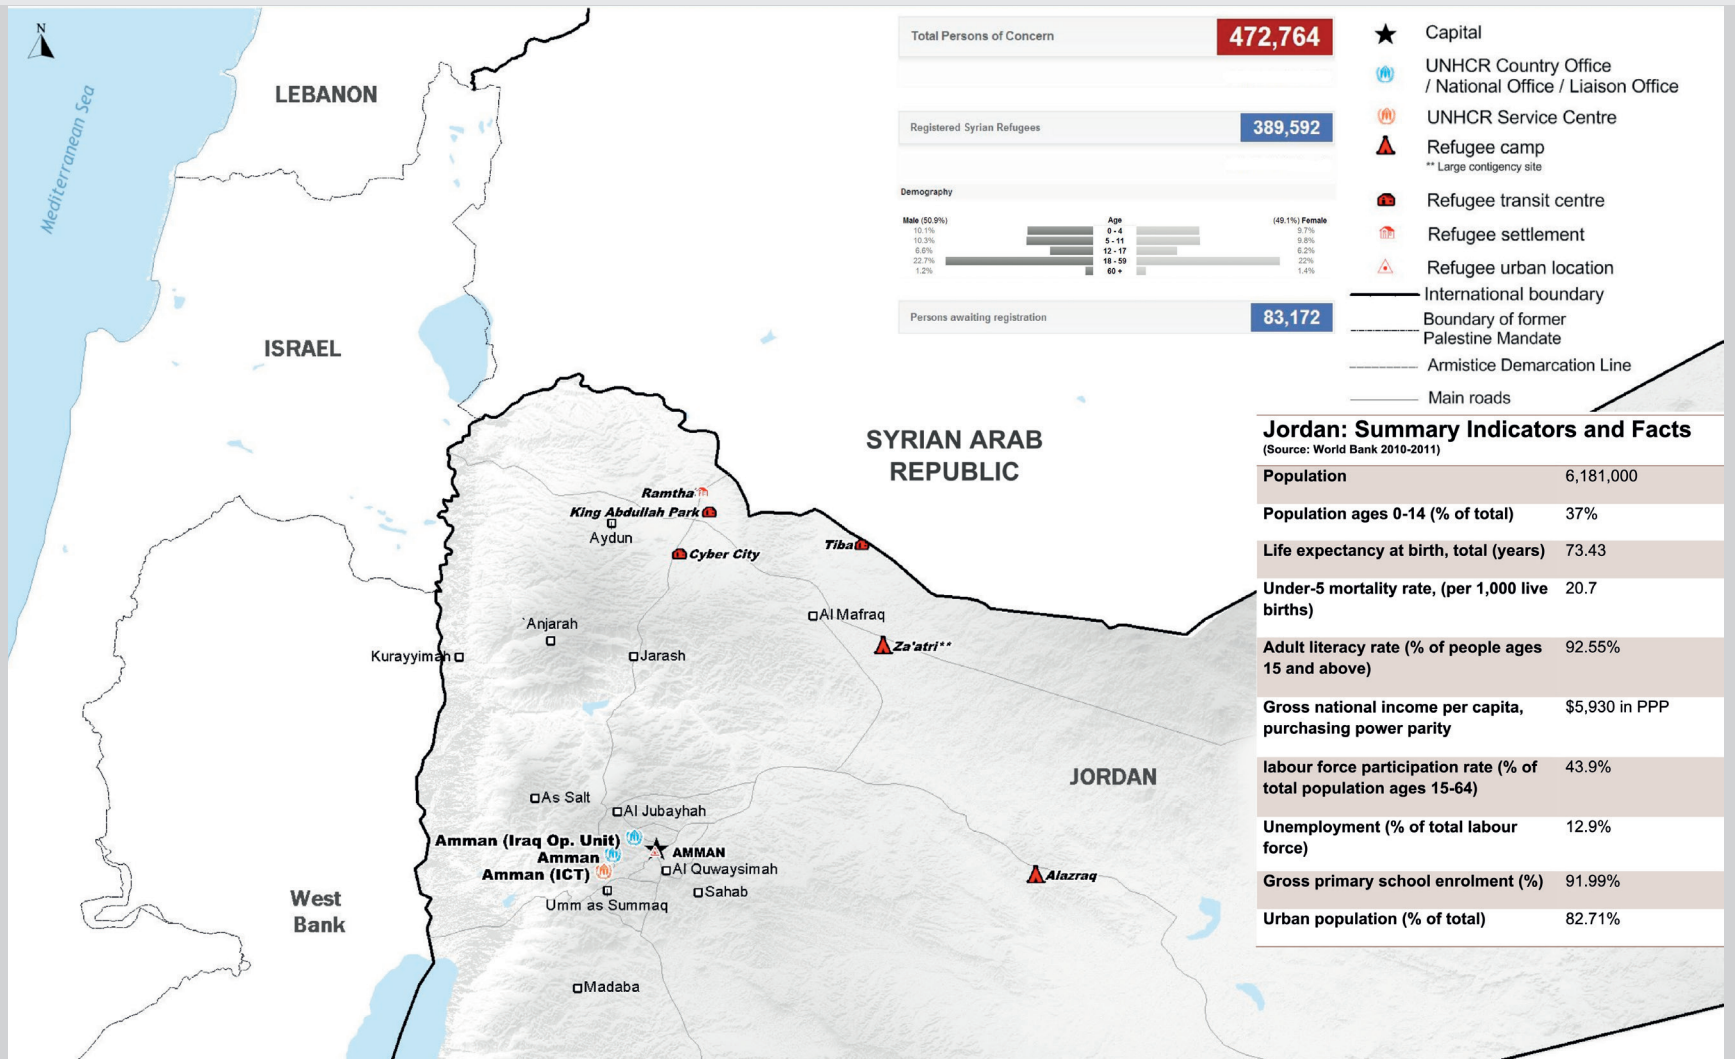 N
LEBANON
Mediterranean Sea
ISRAEL
SYRIAN ARAB
REPUBLIC
Total Persons of Concern 472,764
Registered Syrian Refugees 389,592
Demography
Male (50.9%) Age (49.1%) Female
10.1% 0 - 4 9.7%
10.3% 5 - 11 9.8%
6.6% 12 - 17 6.2%
22.7% 18 - 59 22%
1.2% 60 + 1.4%
Persons awaiting registration 83,172
Capital
UNHCR Country Office
/ National Office / Liaison Office
UNHCR Service Centre
Refugee camp
** Large contigency site
Refugee transit centre
Refugee settlement
Refugee urban location
International boundary
Boundary of former
Palestine Mandate
Armistice Demarcation Line
Main roads
Jordan: Summary Indicators and Facts
(Source: World Bank 2010-2011)
Population 6,181,000
Population ages 0-14 (% of total) 37%
Life expectancy at birth, total (years) 73.43
Under-5 mortality rate, (per 1,000 live 20.7
births)
Adult literacy rate (% of people ages 92.55%
15 and above)
Gross national income per capita, $5,930 in PPP
purchasing power parity
labour force participation rate (% of 43.9%
total population ages 15-64)
Unemployment (% of total labour 12.9%
force)
Gross primary school enrolment (%) 91.99%
Urban population (% of total) 82.71%
Ramtha
King Abdullah Park
Aydun
Cyber City
Tiba
Al Mafraq
Za'atri**
`Anjarah
Kurayyimah
Jarash
JORDAN
As Salt
Al Jubayhah
Amman (Iraq Op. Unit)
Amman
AMMAN
Amman (ICT)
Al Quwaysimah
Alazraq
Sahab
Umm as Summaq
West
Bank
Madaba